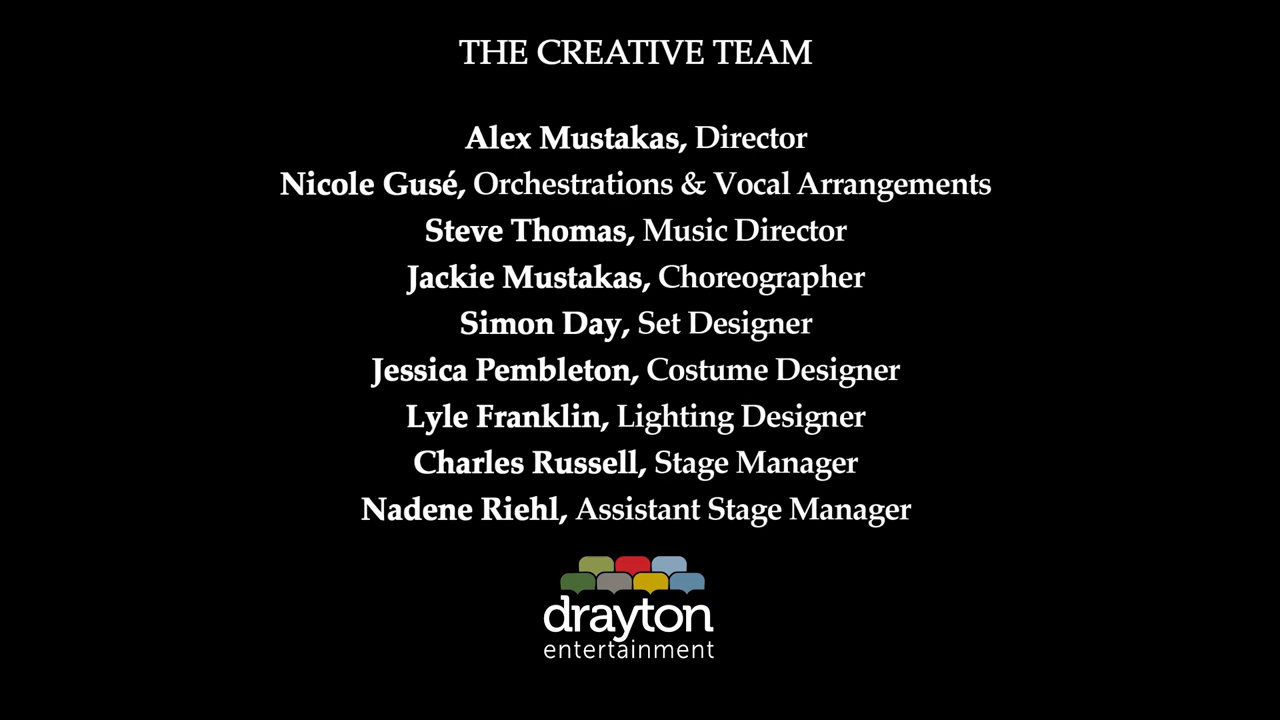 THE CREATIVE TEAM
Alex Mustakas, Director
Nicole Gusé, Orchestrations & Vocal Arrangements
Steve Thomas, Music Director
Jackie Mustakas, Choreographer
Simon Day, Set Designer
Jessica Pembleton, Costume Designer
Lyle Franklin, Lighting Designer
Charles Russell, Stage Manager
Nadene Riehl, Assistant Stage Manager
drayton
entertainment